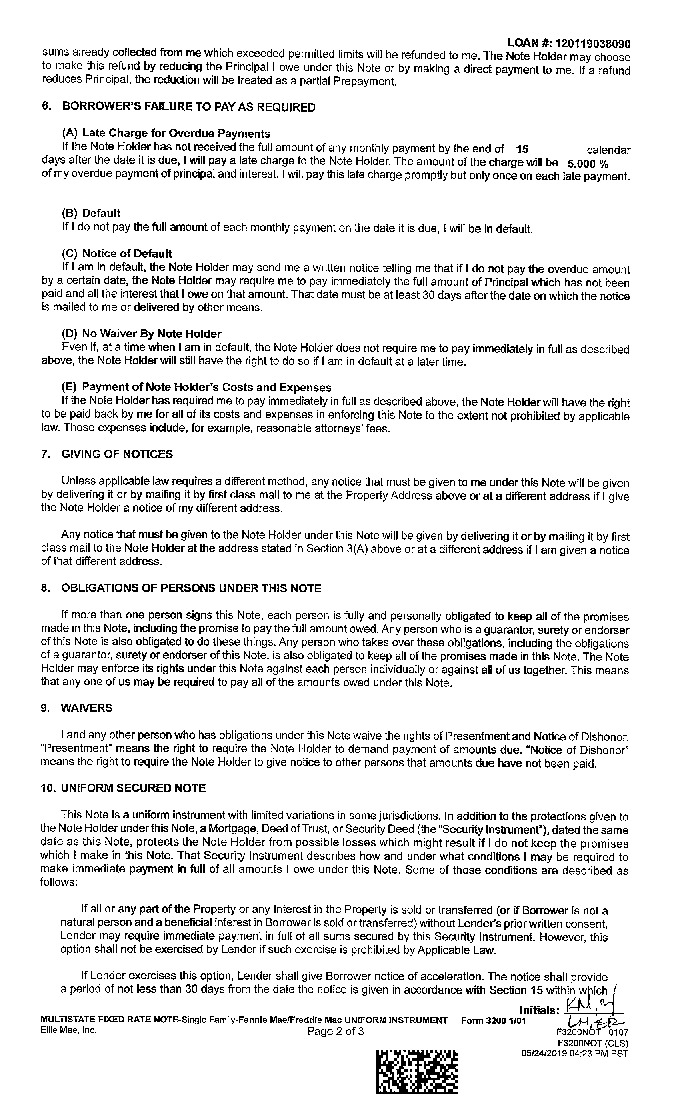 LOAN #: 120119038090
sums already collected from me which exceeded permitted limits will be refunded to me. The Note Holder may choose
to make this refund by reducing the Principal I owe under this Note or by making a direct payment to me. If a refund
reduces Principal, the reduction will be treated as a partial Prepayment.
6. BORROWER'S FAILURE TO PAY AS REQUIRED
(A) Late Charge for Overdue Payments
If the Note Holder has not received the full amount of any monthly payment by the end of 15 calendar
days after the date it is due, I will pay a late charge to the Note Holder. The amount of the charge will be 5.000 %
of my overdue payment of principal and interest. I will pay this late charge promptly but only once on each late payment.
(B) Default
If I do not pay the full amount of each monthly payment on the date it is due, I will be in default.
(C) Notice of Default
If I am in default, the Note Holder may send me a written notice telling me that if I do not pay the overdue amount
by a certain date, the Note Holder may require me to pay immediately the full amount of Principal which has not been
paid and all the interest that I owe on that amount. That date must be at least 30 days after the date on which the notice
is mailed to me or delivered by other means.
(D) No Waiver By Note Holder
Even if, at a time when I am in default, the Note Holder does not require me to pay immediately in full as described
above, the Note Holder will still have the right to do so if I am in default at a later time.
(E) Payment of Note Holder's Costs and Expenses
If the Note Holder has required me to pay immediately in full as described above, the Note Holder will have the right
to be paid back by me for all of its costs and expenses in enforcing this Note to the extent not prohibited by applicable
law. Those expenses include, for example, reasonable attorneys' fees.
7. GIVING OF NOTICES
Unless applicable law requires a different method, any notice that must be given to me under this Note will be given
by delivering it or by mailing it by first class mail to me at the Property Address above or at a different address if I give
the Note Holder a notice of my different address.
Any notice that must be given to the Note Holder under this Note will be given by delivering it or by mailing it by first
class mail to the Note Holder at the address stated in Section 3(A) above or at a different address if I am given a notice
of that different address.
8. OBLIGATIONS OF PERSONS UNDER THIS NOTE
If more than one person signs this Note, each person is fully and personally obligated to keep all of the promises
made in this Note, including the promise to pay the full amount owed. Any person who is a guarantor, surety or endorser
of this Note is also obligated to do these things. Any person who takes over these obligations, including the obligations
of a guarantor, surety or endorser of this Note, is also obligated to keep all of the promises made in this Note. The Note
Holder may enforce its rights under this Note against each person individually or against all of us together. This means
that any one of us may be required to pay all of the amounts owed under this Note.
9. WAIVERS
I and any other person who has obligations under this Note waive the rights of Presentment and Notice of Dishonor.
"Presentment" means the right to require the Note Holder to demand payment of amounts due. "Notice of Dishonor"
means the right to require the Note Holder to give notice to other persons that amounts due have not been paid.
10. UNIFORM SECURED NOTE
This Note is a uniform instrument with limited variations in some jurisdictions. In addition to the protections given to
the Note Holder under this Note, a Mortgage, Deed of Trust, or Security Deed (the "Security Instrument"), dated the same
date as this Note, protects the Note Holder from possible losses which might result if I do not keep the promises
which I make in this Note. That Security Instrument describes how and under what conditions I may be required to
make immediate payment in full of all amounts I owe under this Note. Some of those conditions are described as
follows:
If all or any part of the Property or any Interest in the Property is sold or transferred (or if Borrower is not a
natural person and a beneficial interest in Borrower is sold or transferred) without Lender's prior written consent,
Lender may require immediate payment in full of all sums secured by this Security Instrument. However, this
option shall not be exercised by Lender if such exercise is prohibited by Applicable Law.
If Lender exercises this option, Lender shall give Borrower notice of acceleration. The notice shall provide
a period of not less than 30 days from the date the notice is given in accordance with Section 15 within which
Initials:
MULTISTATE FIXED RATE NOTE-Single Family-Fannie Mae/Freddie Mac UNIFORM INSTRUMENT Form 3200 1/01
Ellie Mae, Inc. Page 2 of 3 F3200NOT 0107
F3200NOT (CLS)
05/24/2019 04:23 PM PST